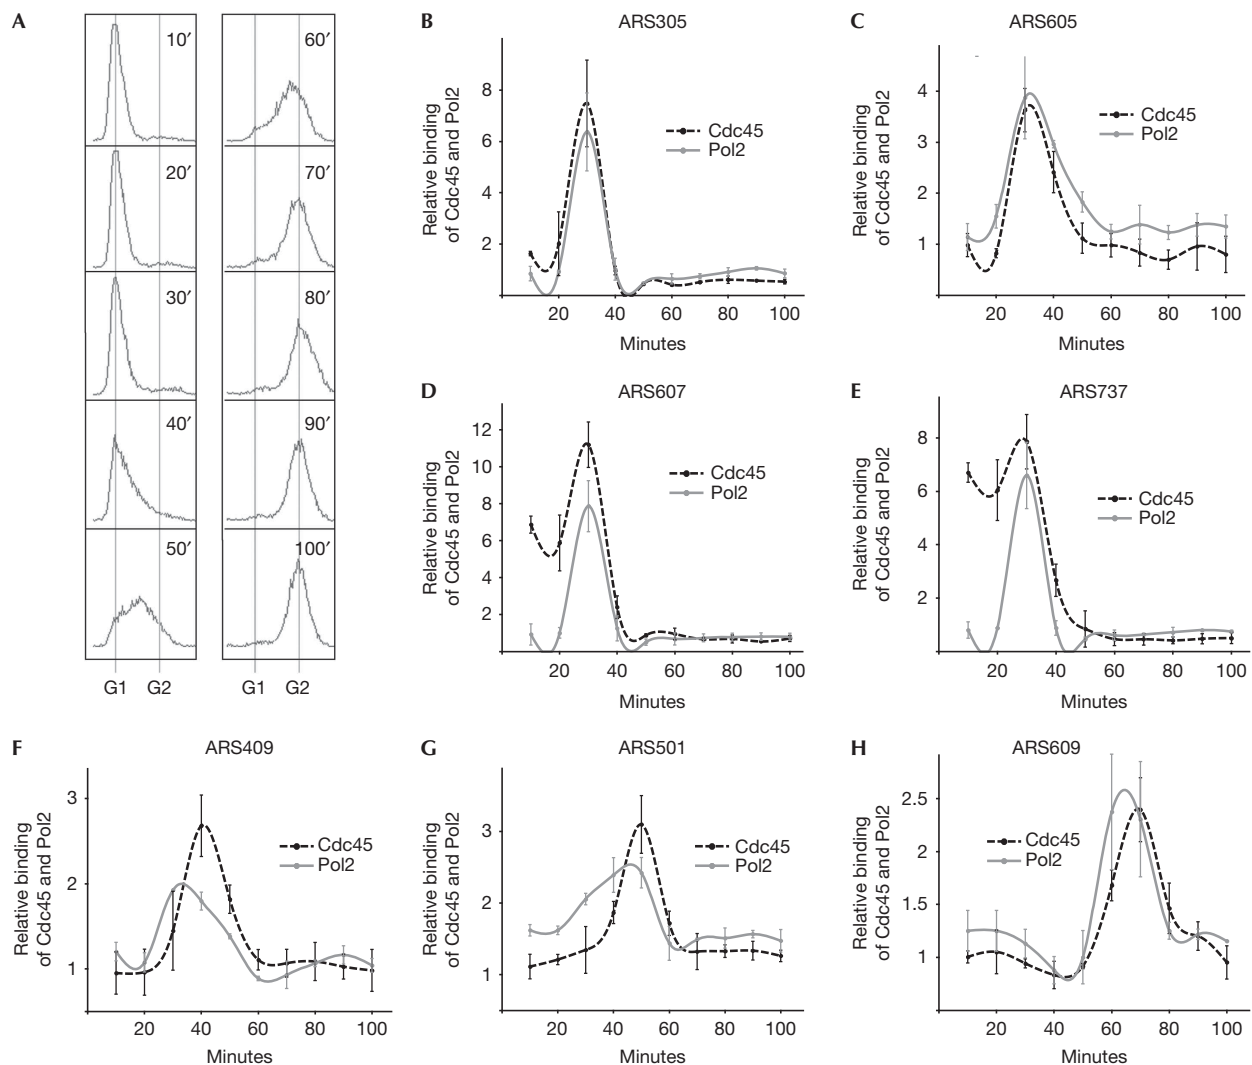 A
10′
20′
30′
40′
50′
G1 G2
60′
70′
80′
90′
100′
G1 G2
B
ARS305
Relative binding
of Cdc45 and Pol2
8
6
4
2
Cdc45
Pol2
20 40 60 80 100
Minutes
C
ARS605
Relative binding
of Cdc45 and Pol2
4
3
2
1
Cdc45
Pol2
20 40 60 80 100
Minutes
D
ARS607
Relative binding
of Cdc45 and Pol2
12
10
8
6
4
2
Cdc45
Pol2
20 40 60 80 100
Minutes
E
ARS737
Relative binding
of Cdc45 and Pol2
8
6
4
2
Cdc45
Pol2
20 40 60 80 100
Minutes
F
ARS409
Relative binding
of Cdc45 and Pol2
3
2
1
Cdc45
Pol2
20 40 60 80 100
Minutes
G
ARS501
Relative binding
of Cdc45 and Pol2
3
2
1
Cdc45
Pol2
20 40 60 80 100
Minutes
H
ARS609
Relative binding
of Cdc45 and Pol2
2.5
2
1.5
1
Cdc45
Pol2
20 40 60 80 100
Minutes